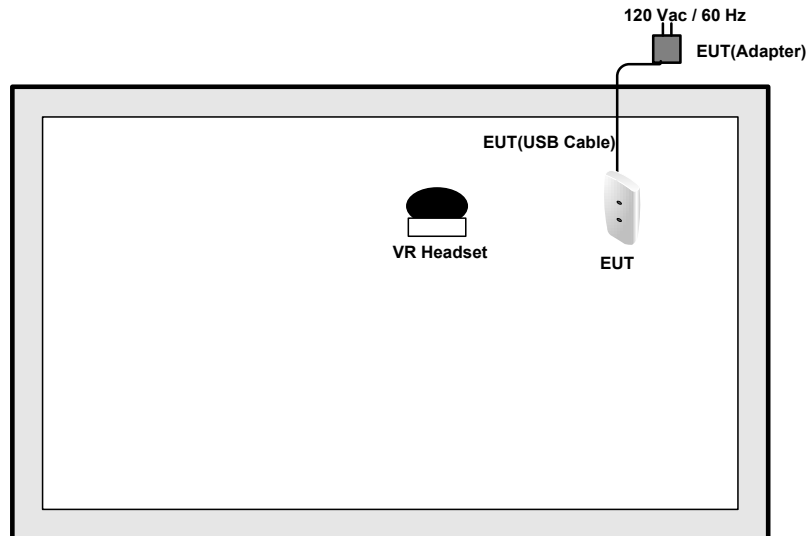 120 Vac / 60 Hz
EUT(Adapter)
EUT(USB Cable)
VR Headset
EUT